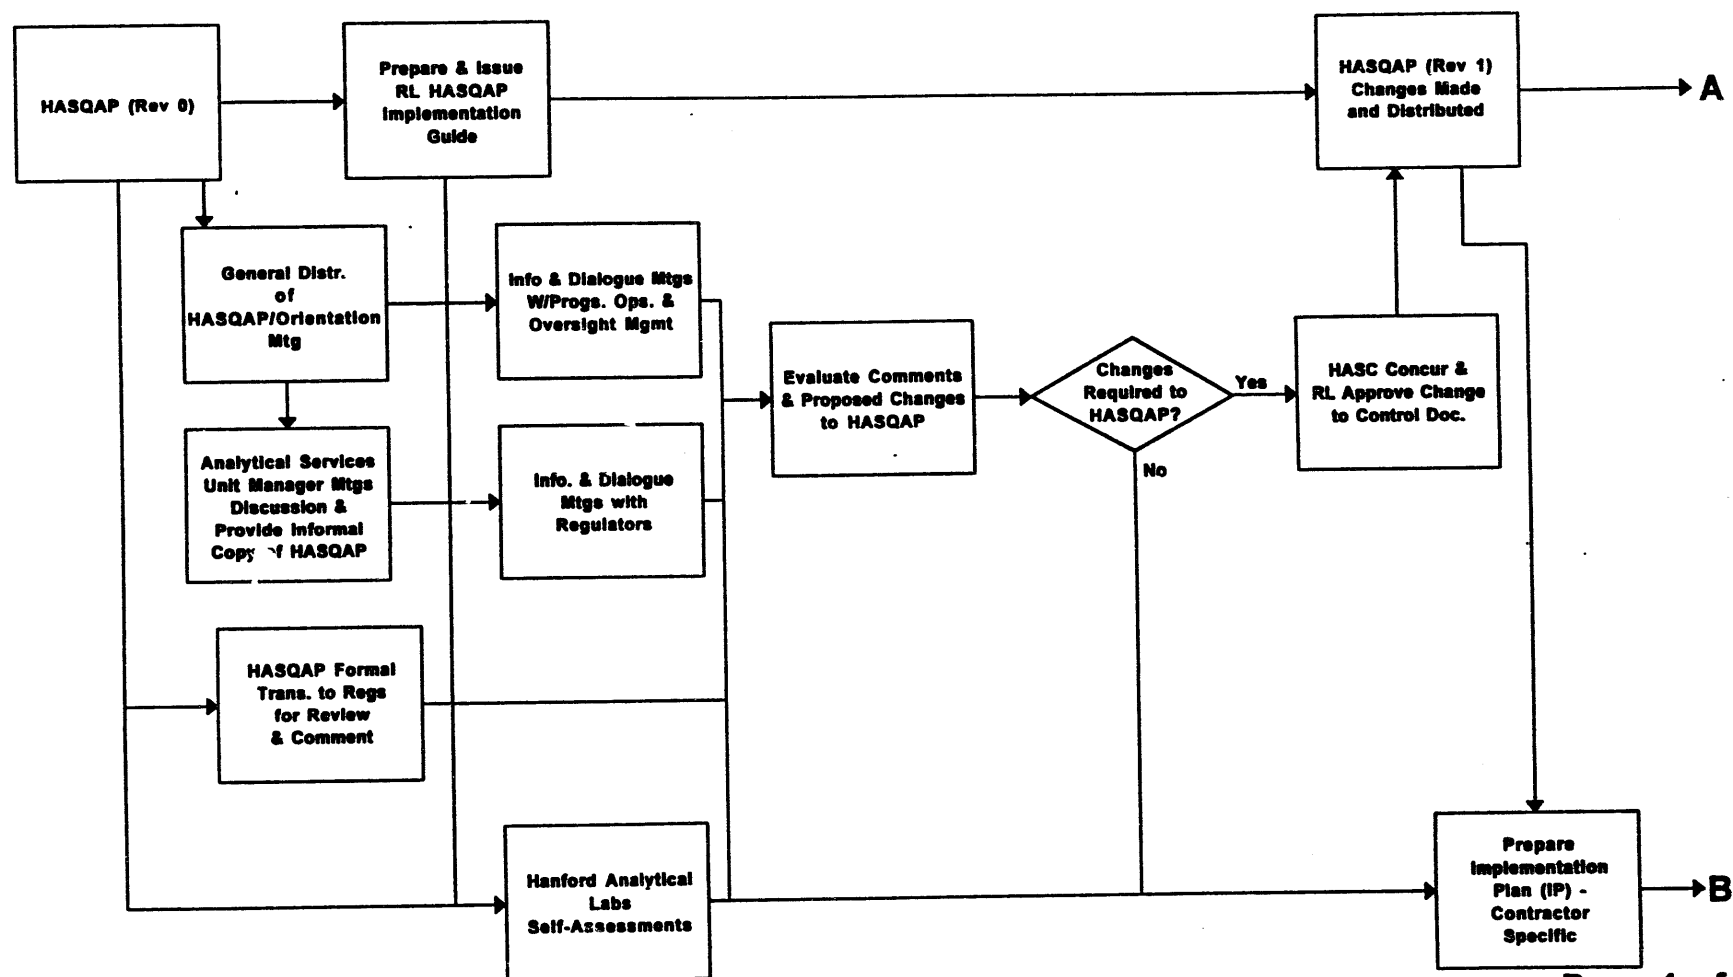 HASQAP (Rev 0)
Prepare & Issue
RL HASQAP
Implementation
Guide
HASQAP (Rev 1)
Changes Made
and Distributed
A
General Distr.
of
HASQAP/Orientation
Mtg
Info & Dialogue Mtgs
W/Progs. Ops. &
Oversight Mgmt
Evaluate Comments
& Proposed Changes
to HASQAP
Changes
Required to
HASQAP?
Yes
No
HASC Concur &
RL Approve Change
to Control Doc.
Analytical Services
Unit Manager Mtgs
Discussion &
Provide Informal
Copy of HASQAP
Info. & Dialogue
Mtgs with
Regulators
HASQAP Formal
Trans. to Regs
for Review
& Comment
Hanford Analytical
Labs
Self-Assessments
Prepare
Implementation
Plan (IP) -
Contractor
Specific
B